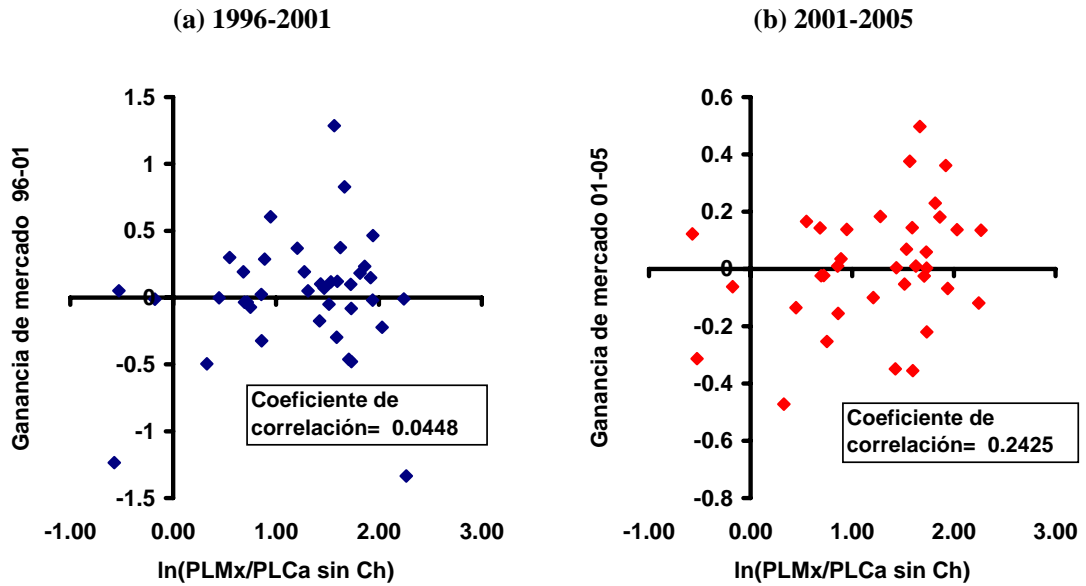 (a) 1996-2001
(b) 2001-2005
Ganancia de mercado 96-01
1.5
1
0.5
0
-0.5
-1
-1.5
-1.00
0.00
1.00
2.00
3.00
Coeficiente de
correlación= 0.0448
ln(PLMx/PLCa sin Ch)
Ganancia de mercado 01-05
0.6
0.4
0.2
0
-0.2
-0.4
-0.6
-0.8
-1.00
0.00
1.00
2.00
3.00
Coeficiente de
correlación= 0.2425
ln(PLMx/PLCa sin Ch)